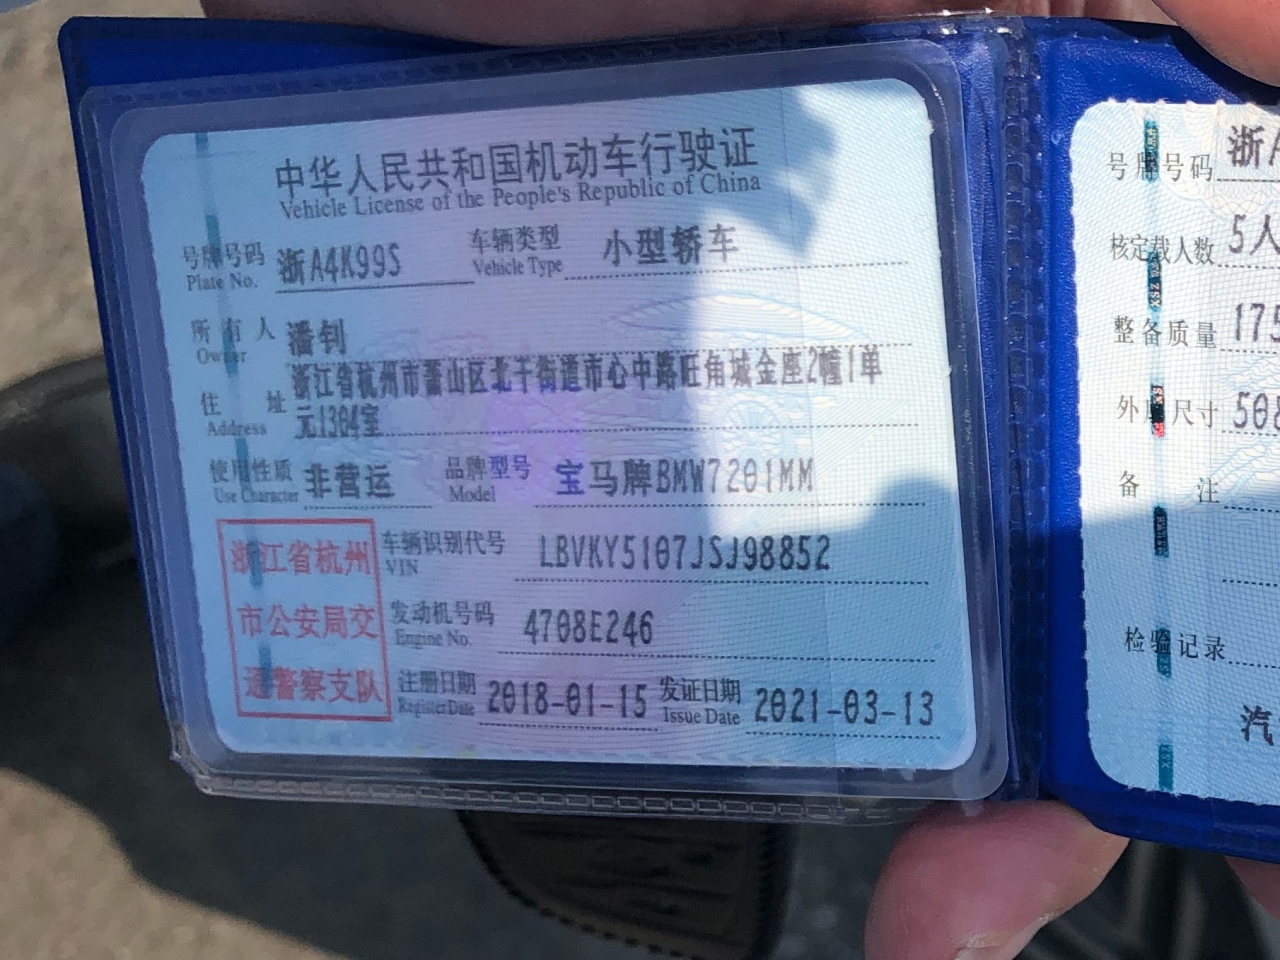 中华人民共和国机动车行驶证
Vehicle License of the People's Republic of China
号牌号码 浙A4K99S 车辆类型 小型轿车
Plate No. Vehicle Type
所有人 潘钊
Owner
住址 浙江省杭州市萧山区北干街道市心中路旺角城金座2幢1单
Address 元1304室
使用性质 非营运 品牌型号 宝马牌BMW7201MM
Use Character Model
浙江省杭州
市公安局交
通警察支队
车辆识别代号 LBVKY5107JSJ98852
VIN
发动机号码 4708E246
Engine No.
注册日期 2018-01-15 发证日期 2021-03-13
Register Date Issue Date
号牌号码 浙A
核定载人数 5人
整备质量 175
外廓尺寸 50
备注
检验记录
汽